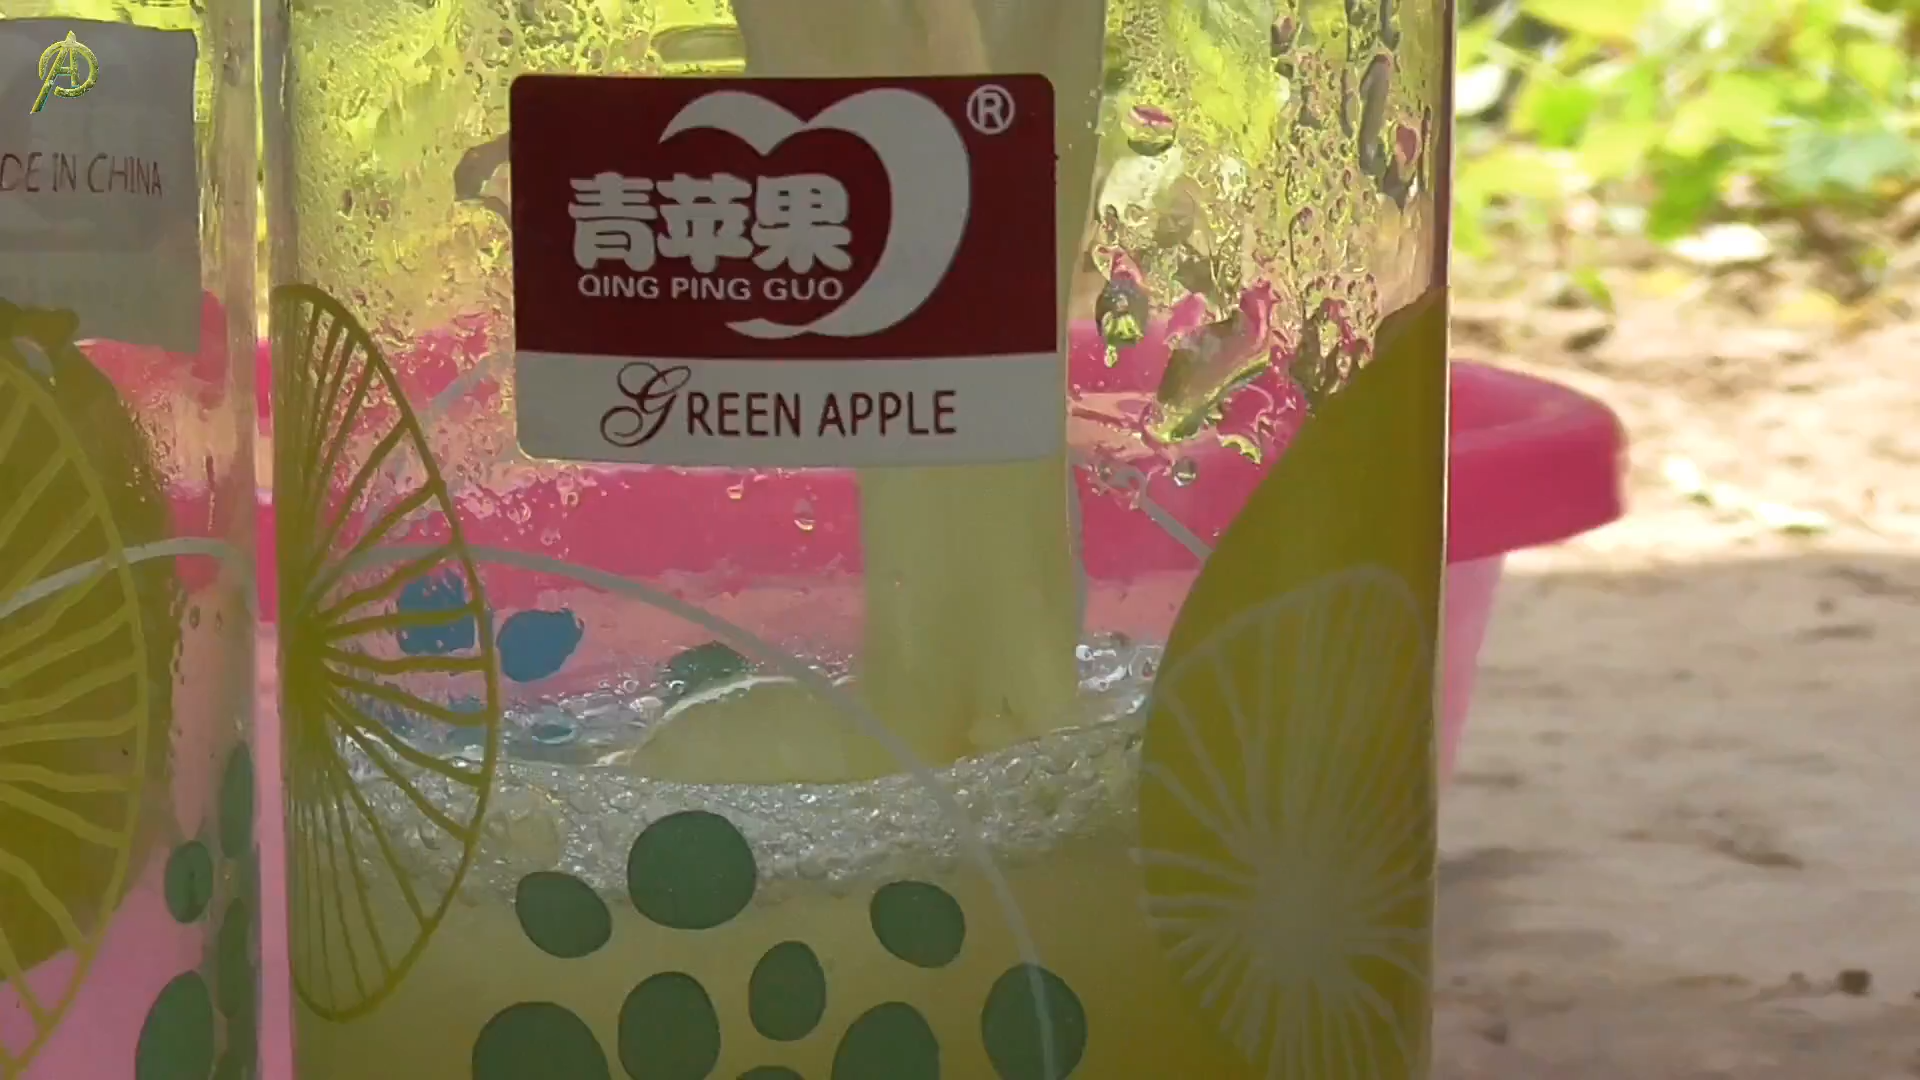 DE IN CHINA
®
青苹果
QING PING GUO
GREEN APPLE